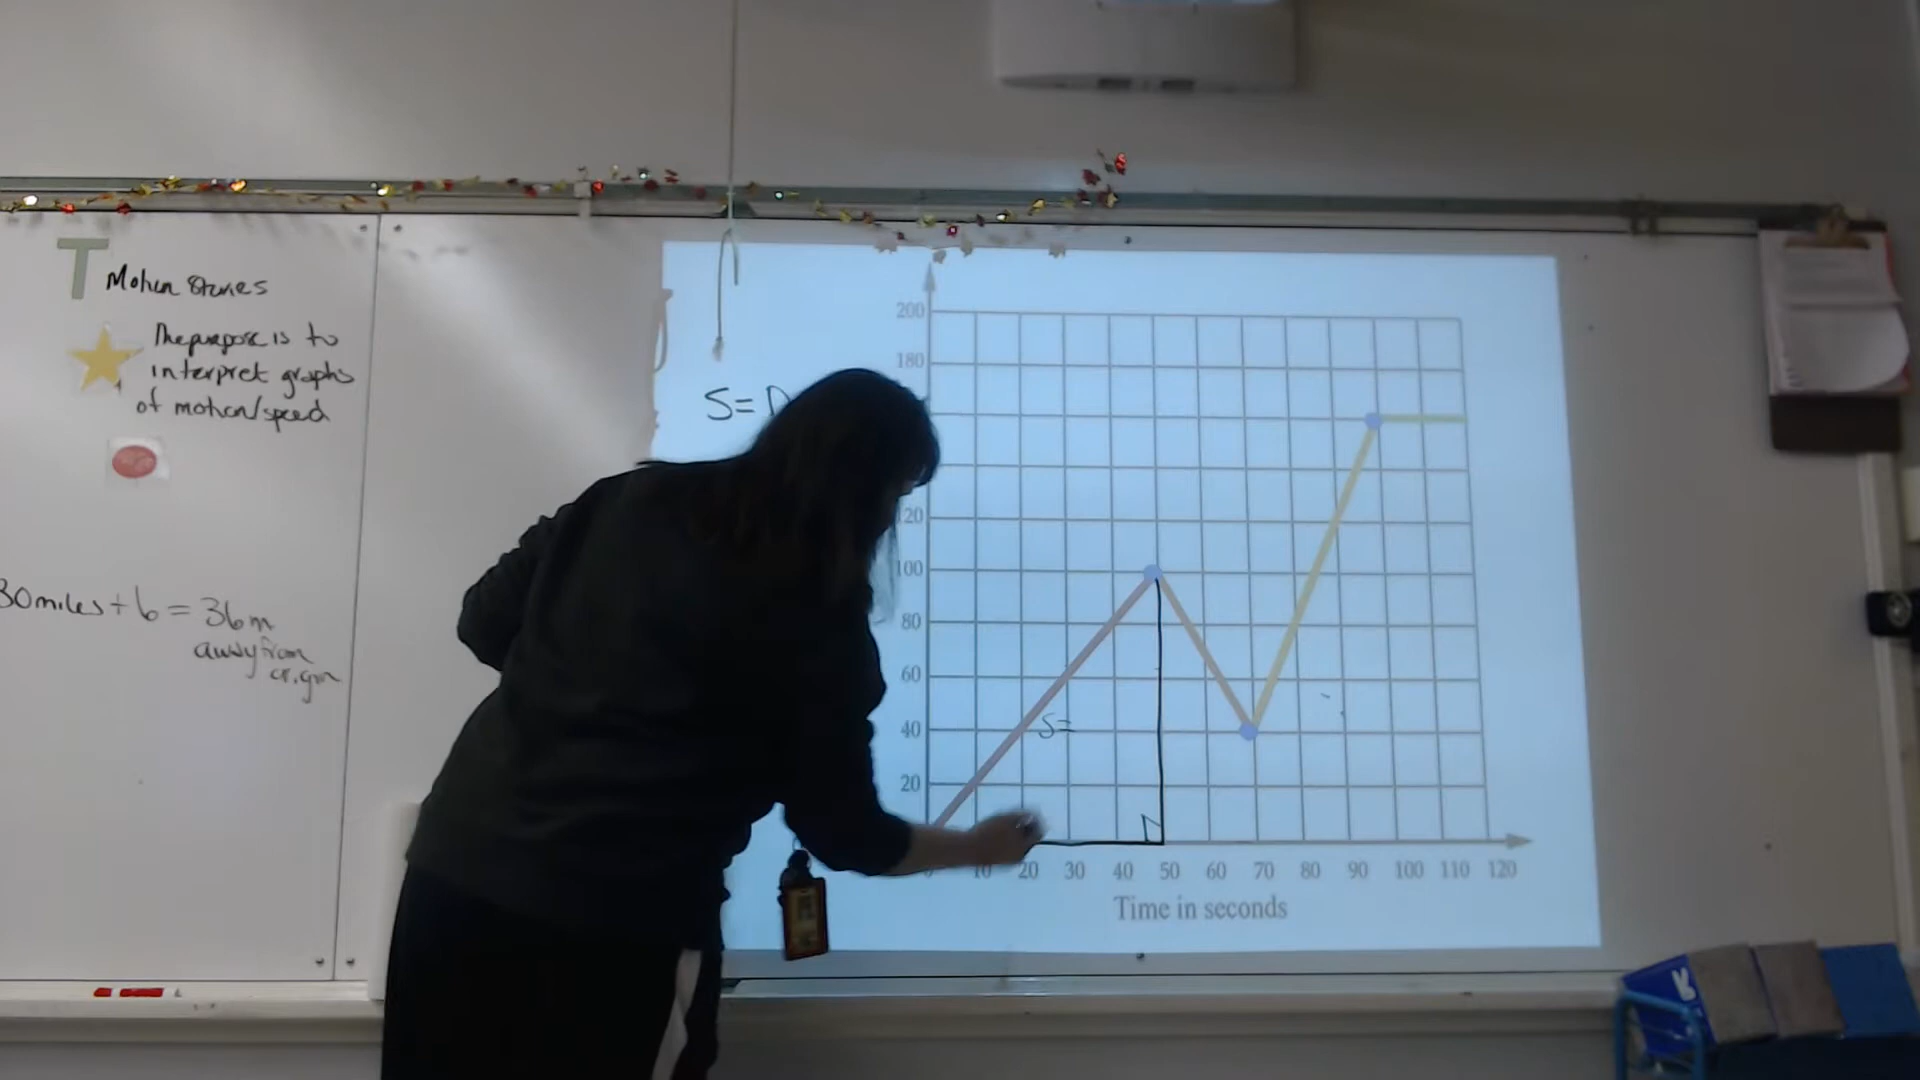 T Motion Stories
The purpose is to
interpret graphs
of motion/speed
30miles + 6 = 36m
away from
origin
S=D
200
180
120
100
80
60
40
20
S=
10 20 30 40 50 60 70 80 90 100 110 120
Time in seconds